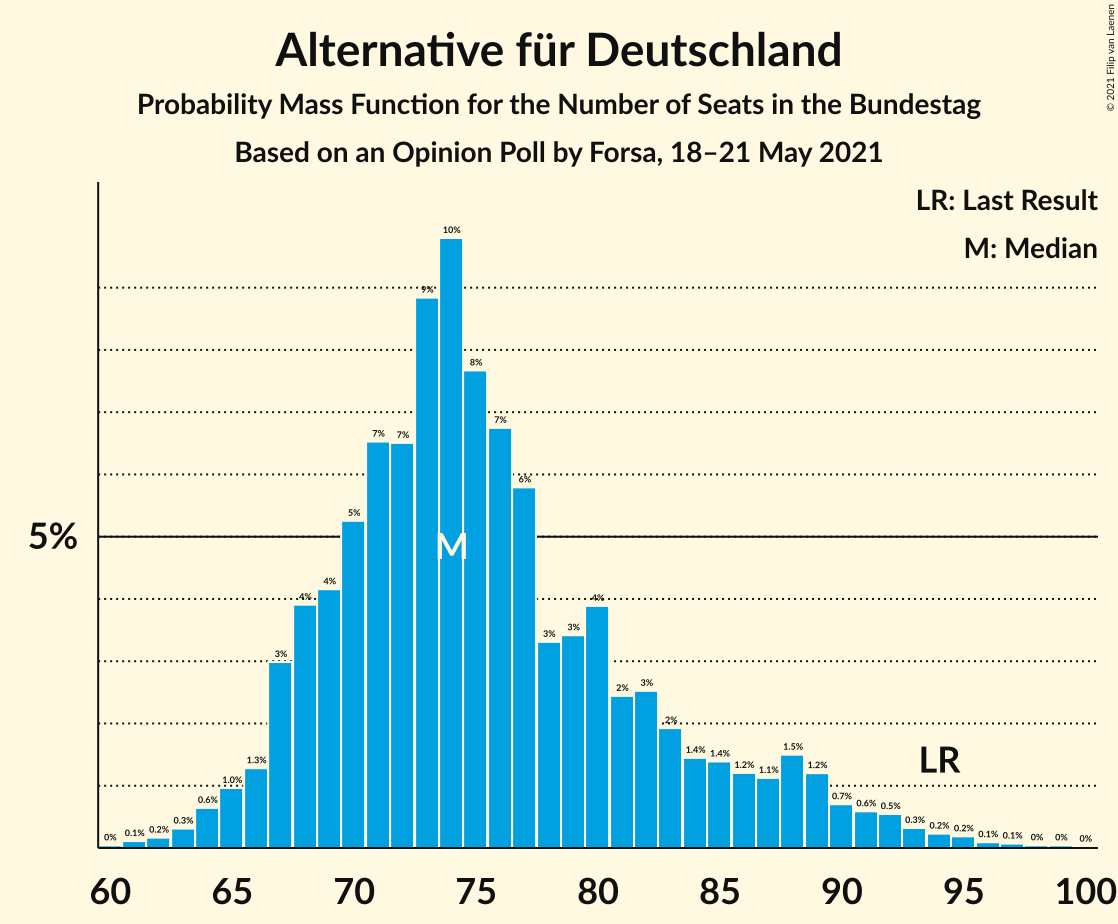 Alternative für Deutschland
Probability Mass Function for the Number of Seats in the Bundestag
Based on an Opinion Poll by Forsa, 18–21 May 2021
© 2021 Filip van Laenen
LR: Last Result
M: Median
5%
0% 0.1% 0.2% 0.3% 0.6% 1.0% 1.3% 3% 4% 4% 5% 7% 7% 9% 10% 8% 7% 6% 3% 3% 4% 2% 3% 2% 1.4% 1.4% 1.2% 1.1% 1.5% 1.2% 0.7% 0.6% 0.5% 0.3% 0.2% 0.2% 0.1% 0.1% 0% 0% 0%
M
LR
60 65 70 75 80 85 90 95 100